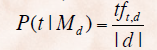 P(t | M_d) = tf_{t,d} / | d |